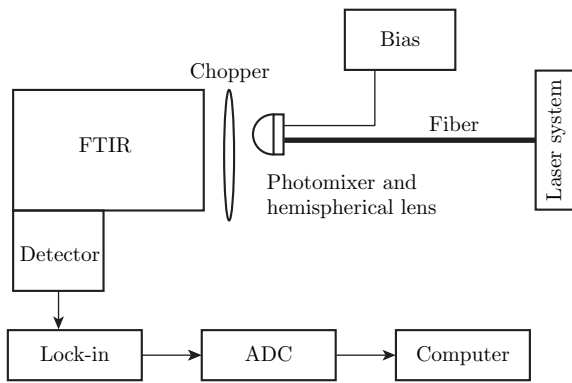 Bias
Chopper
FTIR
Fiber
Laser system
Photomixer and
hemispherical lens
Detector
Lock-in
ADC
Computer